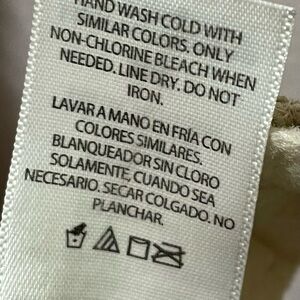 HAND WASH COLD WITH
SIMILAR COLORS. ONLY
NON-CHLORINE BLEACH WHEN
NEEDED. LINE DRY. DO NOT
IRON.
LAVAR A MANO EN FRÍA CON
COLORES SIMILARES.
BLANQUEADOR SIN CLORO
SOLAMENTE, CUANDO SEA
NECESARIO. SECAR COLGADO. NO
PLANCHAR.